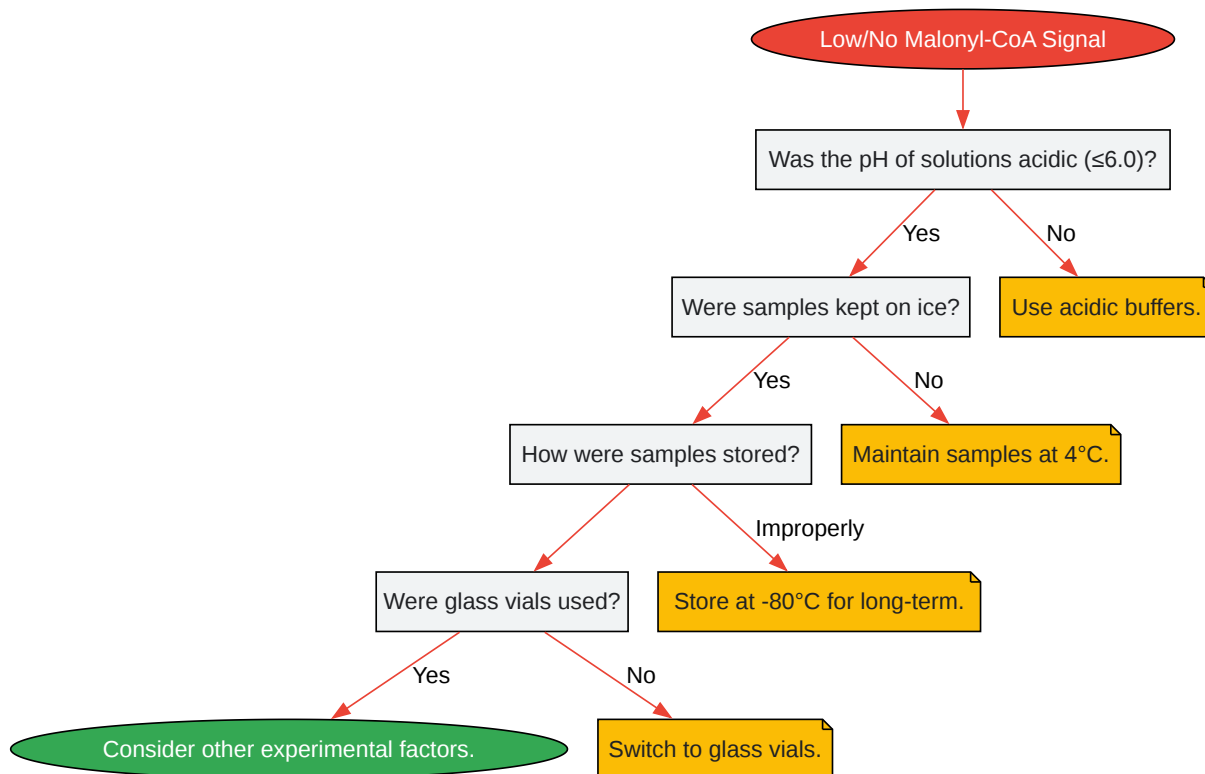 Low/No Malonyl-CoA Signal
Was the pH of solutions acidic (≤6.0)?
Yes
No
Were samples kept on ice?
Use acidic buffers.
Yes
No
How were samples stored?
Maintain samples at 4°C.
Improperly
Were glass vials used?
Store at -80°C for long-term.
Yes
No
Consider other experimental factors.
Switch to glass vials.